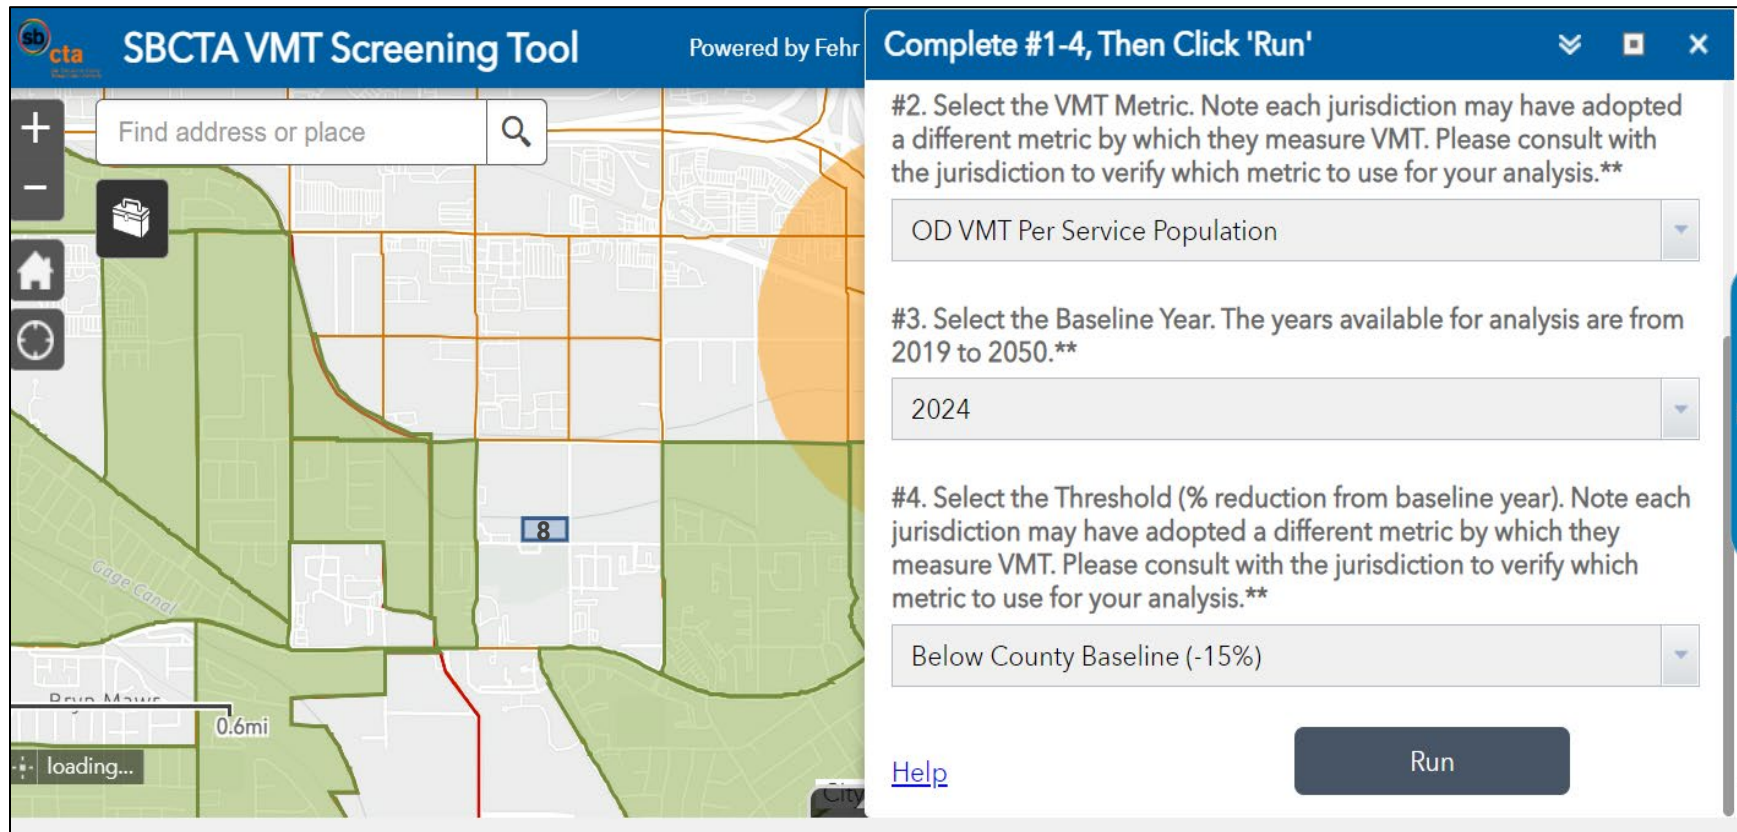 sb
cta
SBCTA VMT Screening Tool
Powered by Fehr
Complete #1-4, Then Click 'Run'
Find address or place
#2. Select the VMT Metric. Note each jurisdiction may have adopted
a different metric by which they measure VMT. Please consult with
the jurisdiction to verify which metric to use for your analysis.**
OD VMT Per Service Population
#3. Select the Baseline Year. The years available for analysis are from
2019 to 2050.**
2024
#4. Select the Threshold (% reduction from baseline year). Note each
jurisdiction may have adopted a different metric by which they
measure VMT. Please consult with the jurisdiction to verify which
metric to use for your analysis.**
Below County Baseline (-15%)
Help
Run
8
Gage Canal
Bryn Mawr
0.6mi
loading...
City